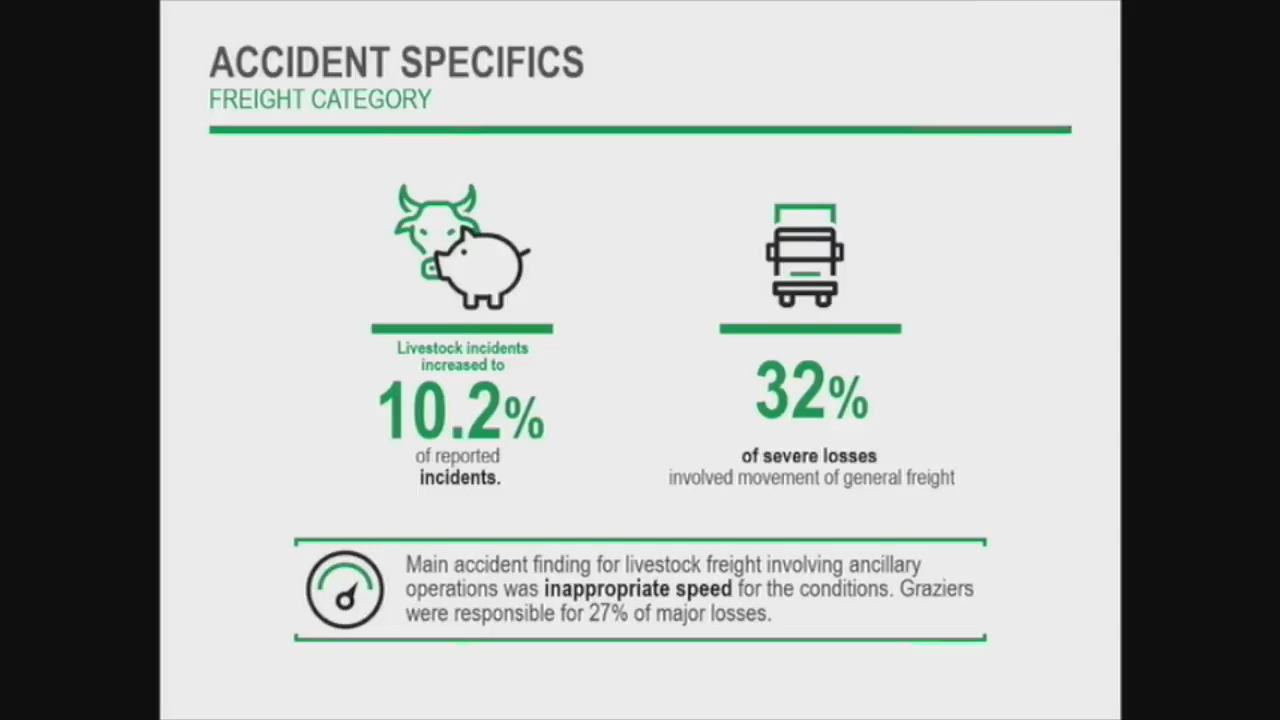 ACCIDENT SPECIFICS
FREIGHT CATEGORY
Livestock incidents
increased to
10.2%
of reported
incidents.
32%
of severe losses
involved movement of general freight
Main accident finding for livestock freight involving ancillary
operations was inappropriate speed for the conditions. Graziers
were responsible for 27% of major losses.